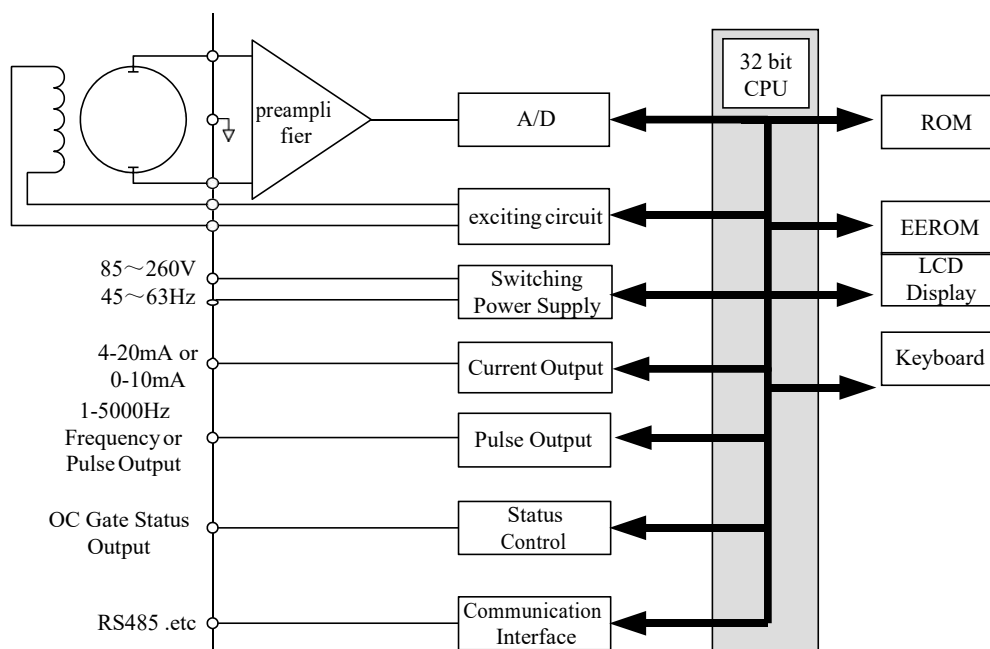 32 bit
CPU
preampli
fier
A/D
ROM
exciting circuit
EEROM
85～260V
45～63Hz
Switching
Power Supply
LCD
Display
4-20mA or
0-10mA
Current Output
Keyboard
1-5000Hz
Frequency or
Pulse Output
Pulse Output
OC Gate Status
Output
Status
Control
RS485 .etc
Communication
Interface